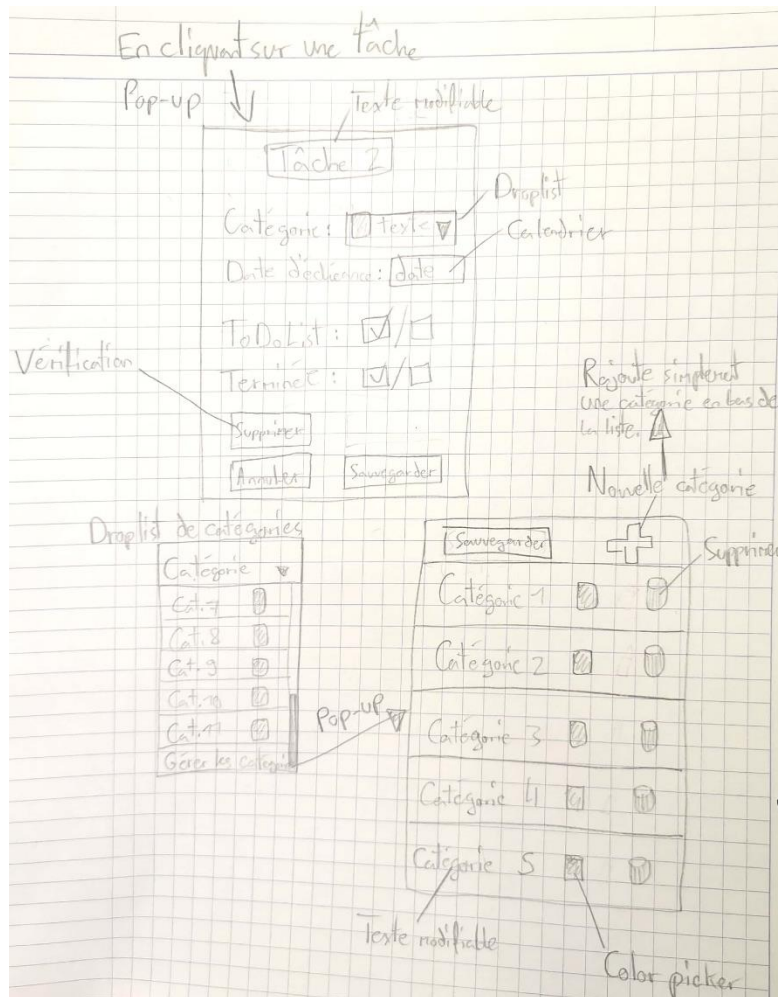 En cliquant sur une tâche
Pop-up
Texte modifiable
Tâche 2
Droplist
Catégorie: texte
Calendrier
Date d'échéance: date
ToDoList: /
Vérification
Terminée: /
Rajoute simplement
une catégorie en bas de
la liste.
Supprimer
Annuler Sauvegarder
Nouvelle catégorie
Droplist de catégories
Sauvegarder
Supprimer
Catégorie
Catégorie 1
Cat. 7
Cat. 8
Catégorie 2
Cat. 9
Cat. 10
Pop-up
Cat. 11
Catégorie 3
Gérer les catégories
Catégorie 4
Catégorie 5
Texte modifiable
Color picker